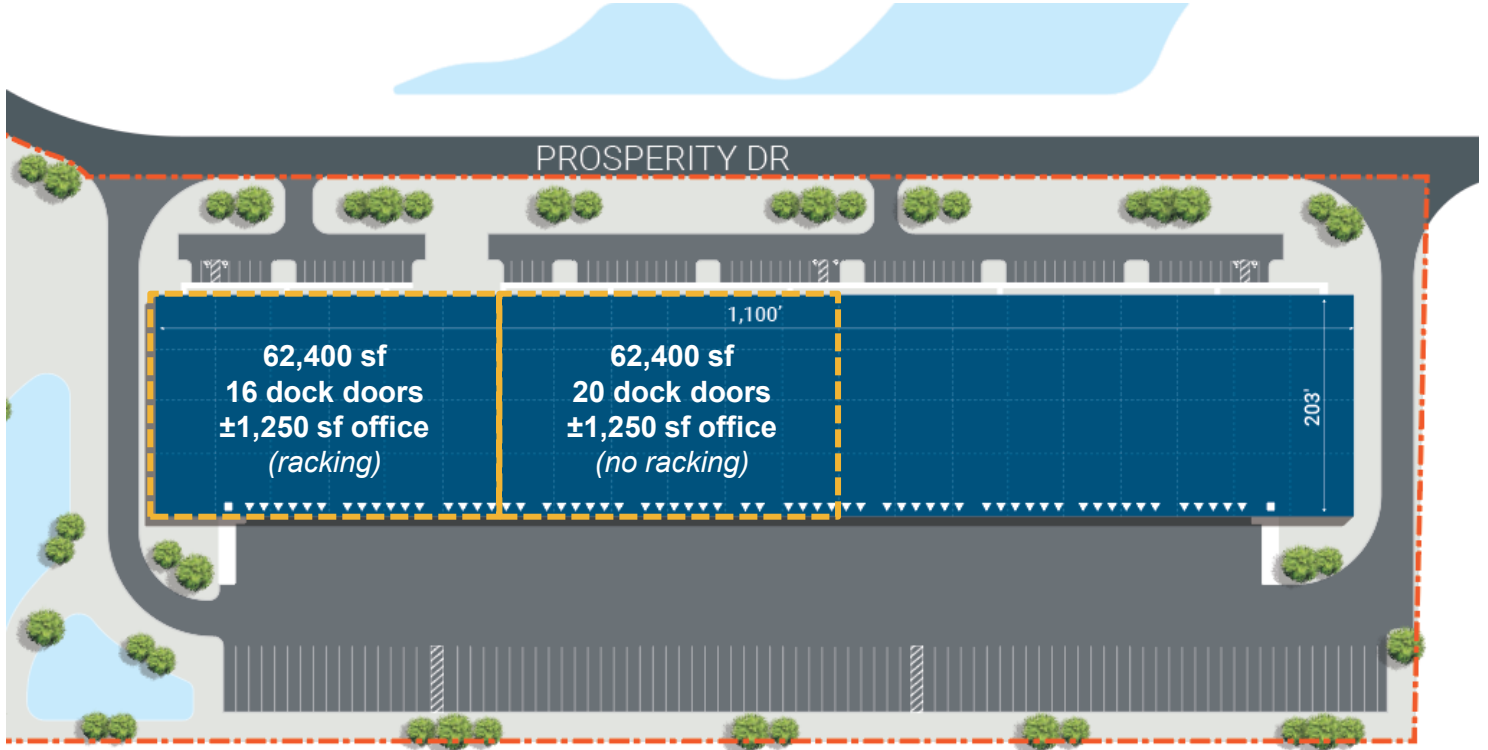 PROSPERITY DR
1,100'
62,400 sf
16 dock doors
±1,250 sf office
(racking)
62,400 sf
20 dock doors
±1,250 sf office
(no racking)
203'